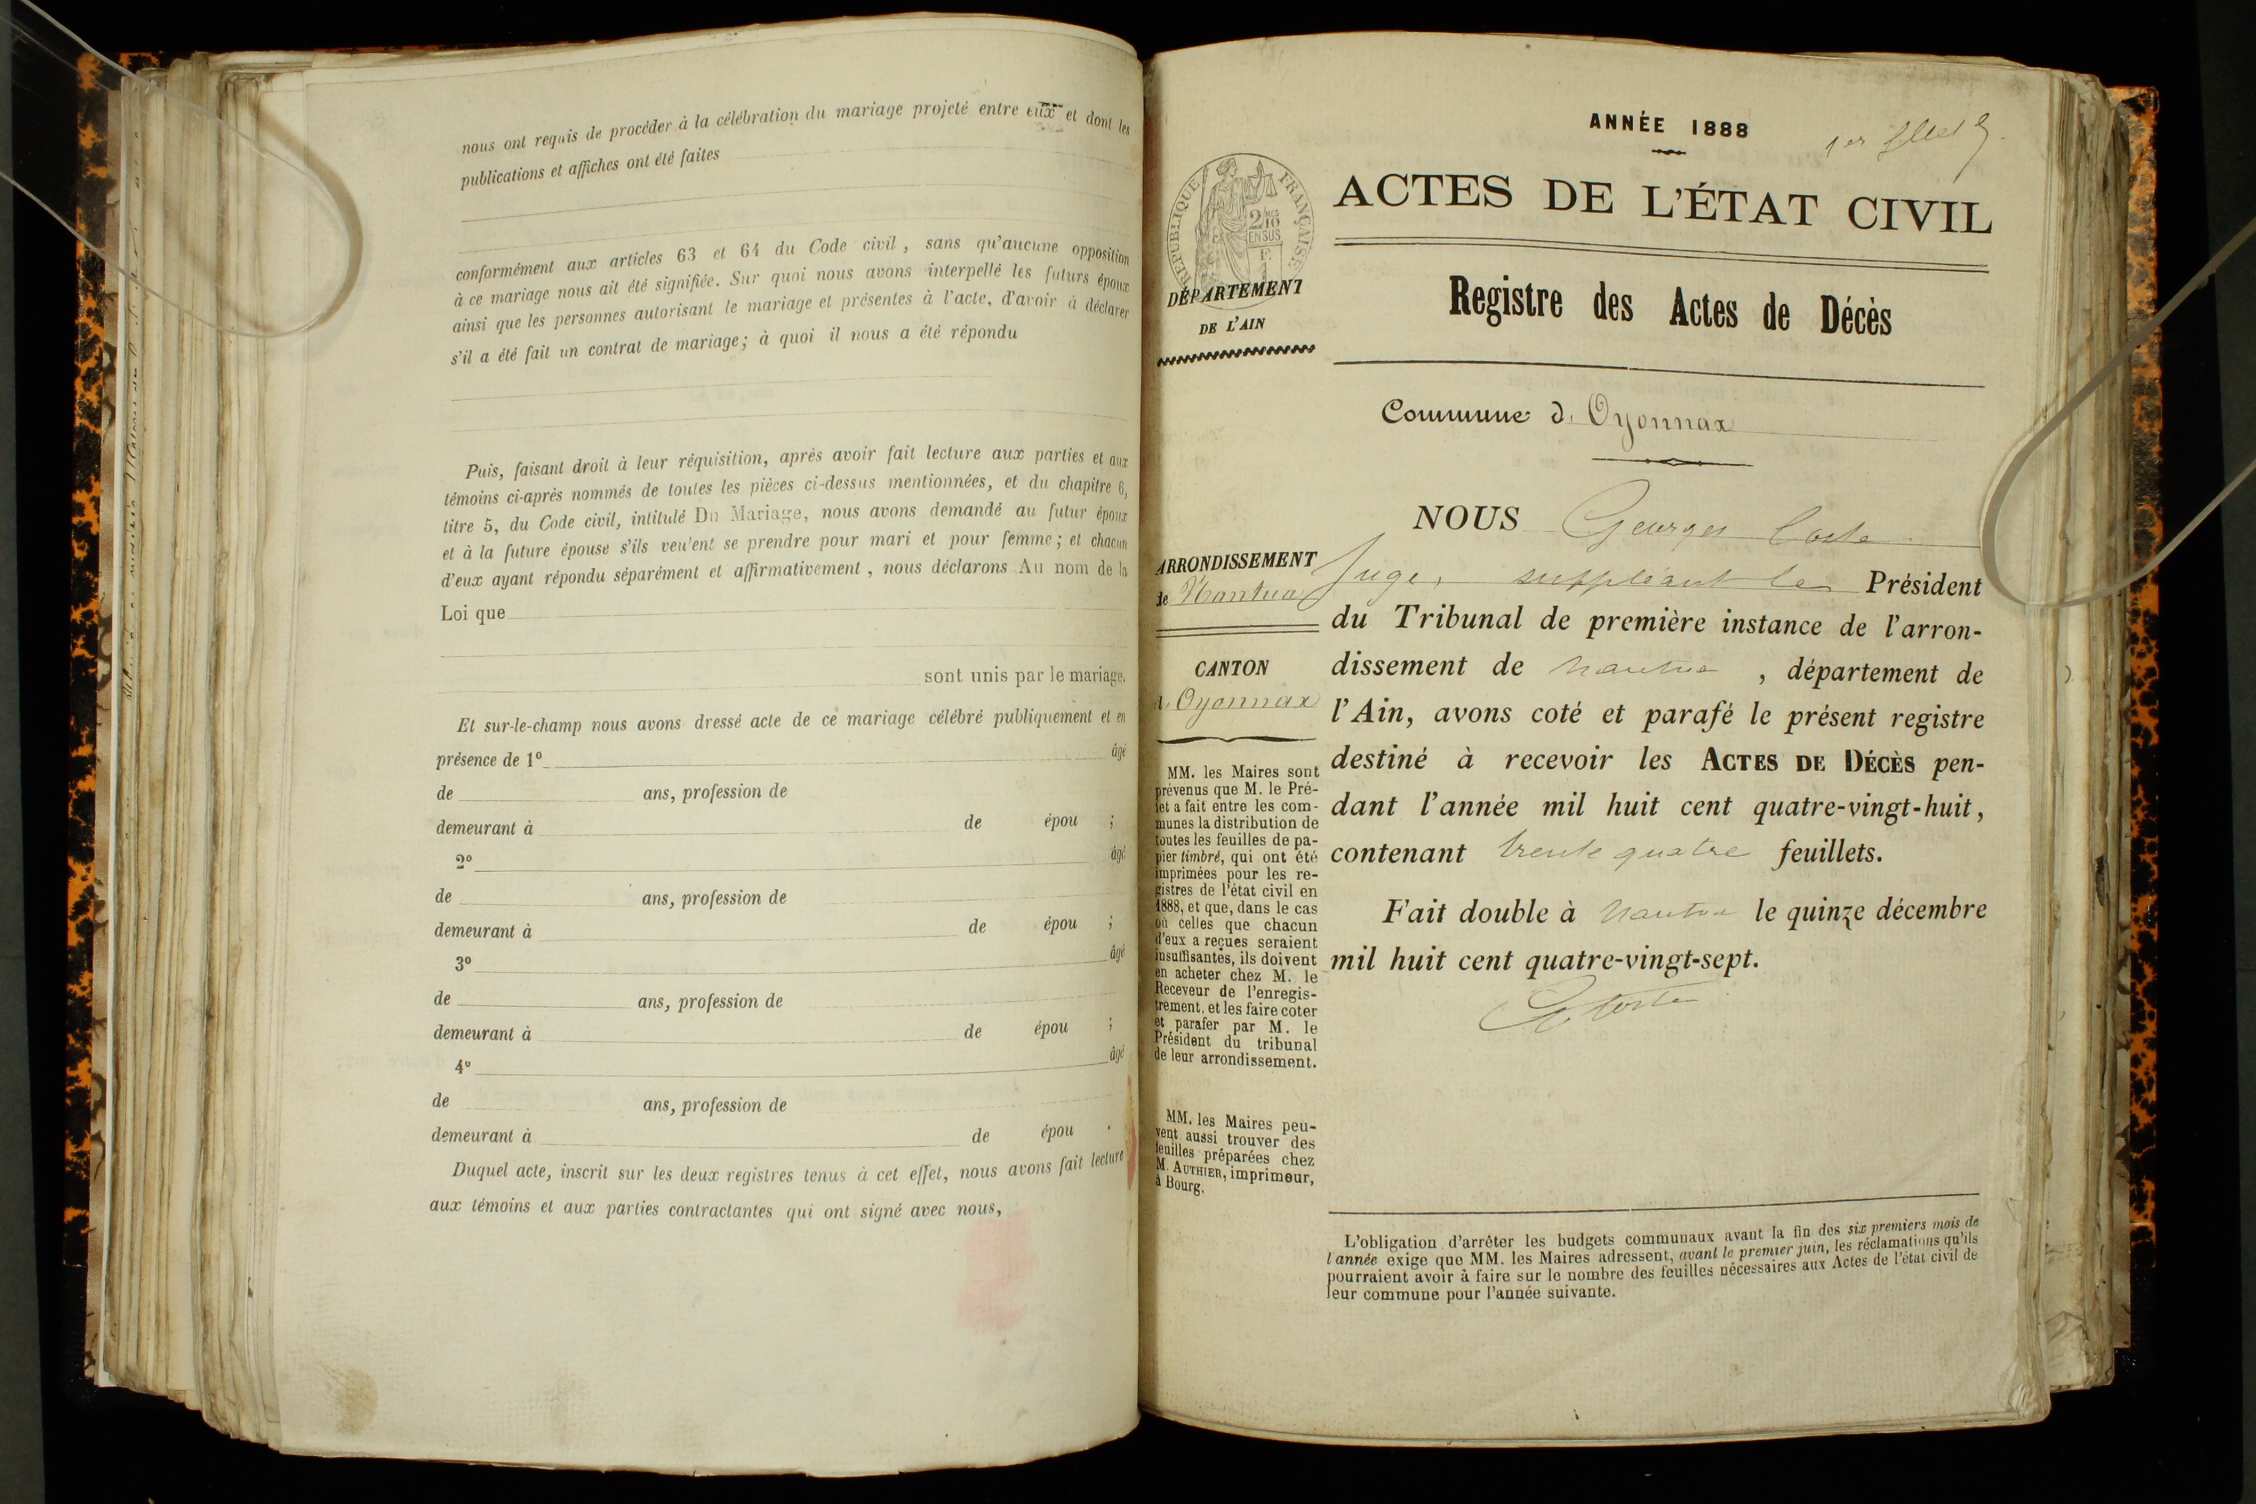 nous ont requis de procéder à la célébration du mariage projeté entre eux et dont les
publications et affiches ont été faites
conformément aux articles 63 et 64 du Code civil, sans qu'aucune opposition
à ce mariage nous ait été signifiée. Sur quoi nous avons interpellé les futurs époux
ainsi que les personnes autorisant le mariage et présentes à l'acte, d'avoir à déclarer
s'il a été fait un contrat de mariage; à quoi il nous a été répondu
Puis, faisant droit à leur réquisition, après avoir fait lecture aux parties et aux
témoins ci-après nommés de toutes les pièces ci-dessus mentionnées, et du chapitre 6,
titre 5, du Code civil, intitulé Du Mariage, nous avons demandé au futur époux
et à la future épouse s'ils veulent se prendre pour mari et pour femme; et chacun
d'eux ayant répondu séparément et affirmativement, nous déclarons Au nom de la
Loi que
sont unis par le mariage.
Et sur-le-champ nous avons dressé acte de ce mariage célébré publiquement et en
présence de 1º âgé
de ans, profession de
demeurant à de épou ;
2º âgé
de ans, profession de
demeurant à de épou ;
3º âgé
de ans, profession de
demeurant à de épou ;
4º âgé
de ans, profession de
demeurant à de épou .
Duquel acte, inscrit sur les deux registres tenus à cet effet, nous avons fait lecture
aux témoins et aux parties contractantes qui ont signé avec nous,
ANNÉE 1888
1er
ACTES DE L'ÉTAT CIVIL
RÉPUBLIQUE FRANÇAISE
2/10
EN SUS
DÉPARTEMENT
DE L'AIN
Registre des Actes de Décès
Commune d Oyonnax
ARRONDISSEMENT
de Nantua
CANTON
d Oyonnax
MM. les Maires sont
prévenus que M. le Pré-
fet a fait entre les com-
munes la distribution de
toutes les feuilles de pa-
pier timbré, qui ont été
imprimées pour les re-
gistres de l'état civil en
1888, et que, dans le cas
où celles que chacun
d'eux a reçues seraient
insuffisantes, ils doivent
en acheter chez M. le
Receveur de l'enregis-
trement, et les faire coter
et parafer par M. le
Président du tribunal
de leur arrondissement.
MM. les Maires peu-
vent aussi trouver des
feuilles préparées chez
M. AUTHIER, imprimeur,
à Bourg.
NOUS Georges Coste
Juge, suppléant le Président
du Tribunal de première instance de l'arron-
dissement de Nantua, département de
l'Ain, avons coté et parafé le présent registre
destiné à recevoir les ACTES DE DÉCÈS pen-
dant l'année mil huit cent quatre-vingt-huit,
contenant trente quatre feuillets.
Fait double à Nantua le quinze décembre
mil huit cent quatre-vingt-sept.
G Coste
L'obligation d'arrêter les budgets communaux avant la fin des six premiers mois de
l'année exige que MM. les Maires adressent, avant le premier juin, les réclamations qu'ils
pourraient avoir à faire sur le nombre des feuilles nécessaires aux Actes de l'état civil de
leur commune pour l'année suivante.